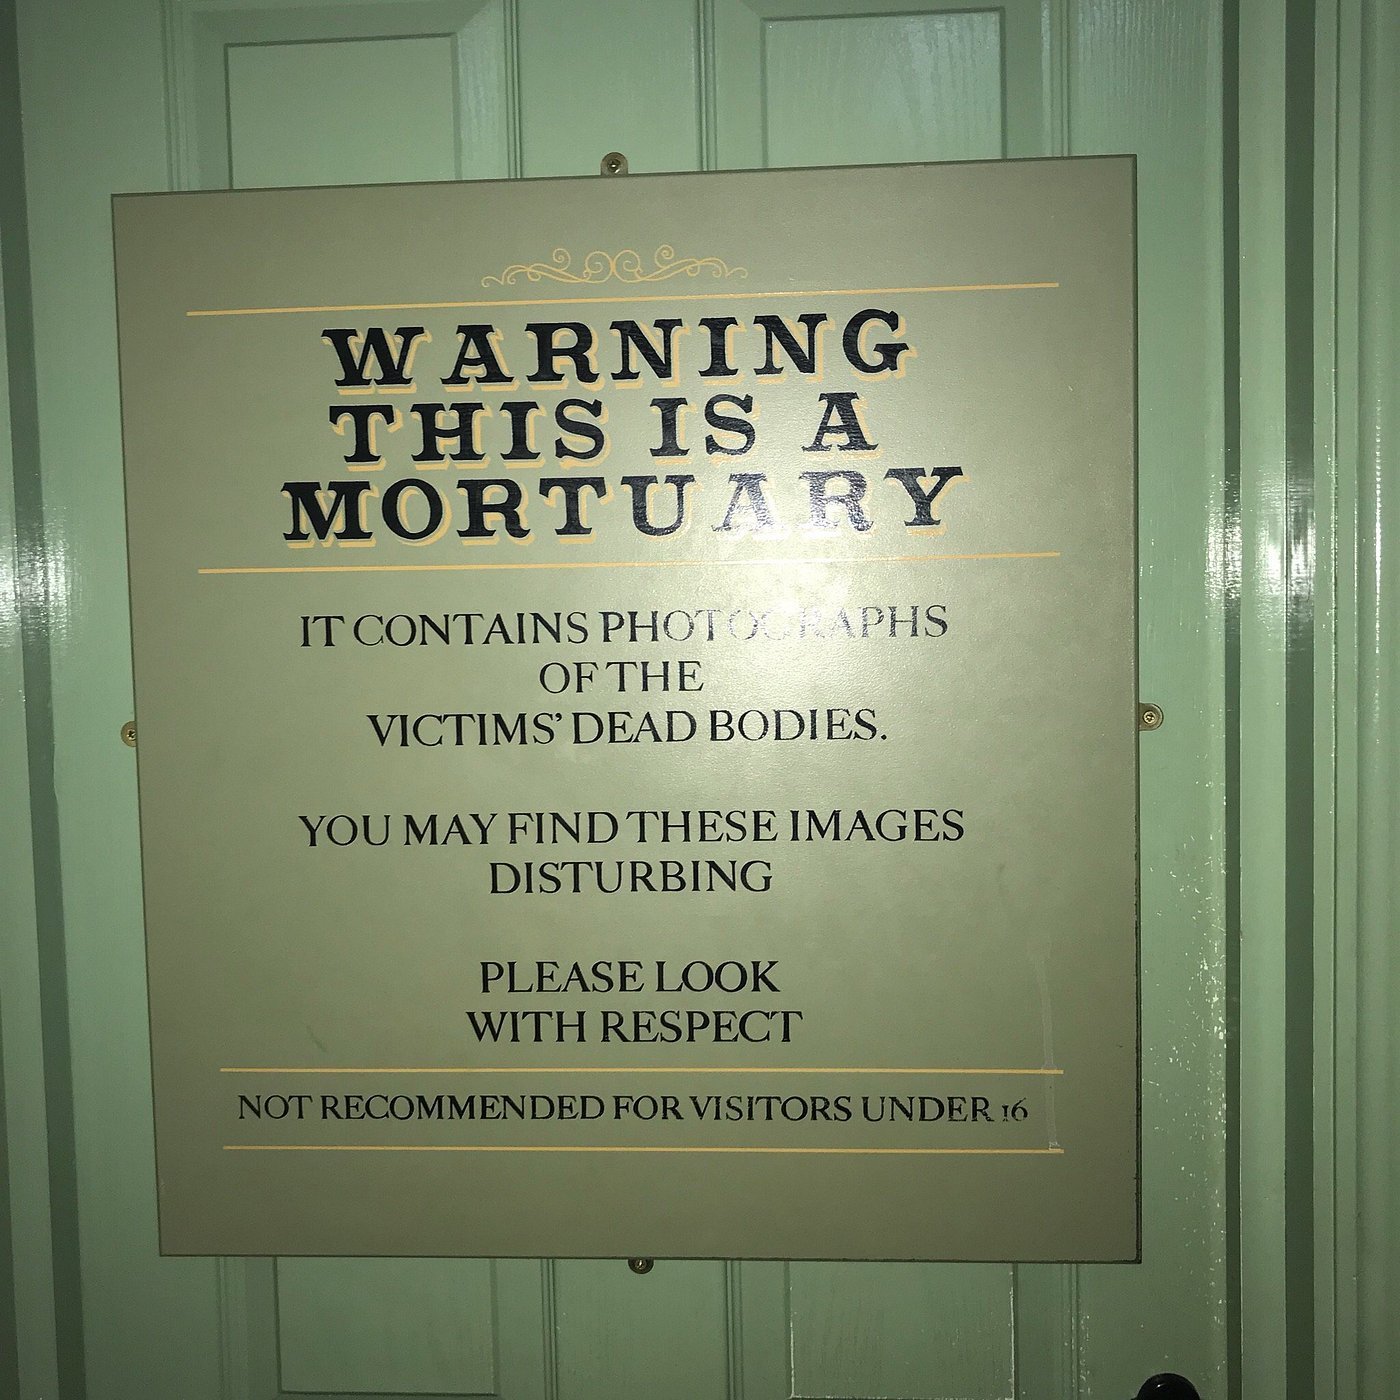 WARNING
THIS IS A
MORTUARY
IT CONTAINS PHOTOGRAPHS
OF THE
VICTIMS' DEAD BODIES.
YOU MAY FIND THESE IMAGES
DISTURBING
PLEASE LOOK
WITH RESPECT
NOT RECOMMENDED FOR VISITORS UNDER 16